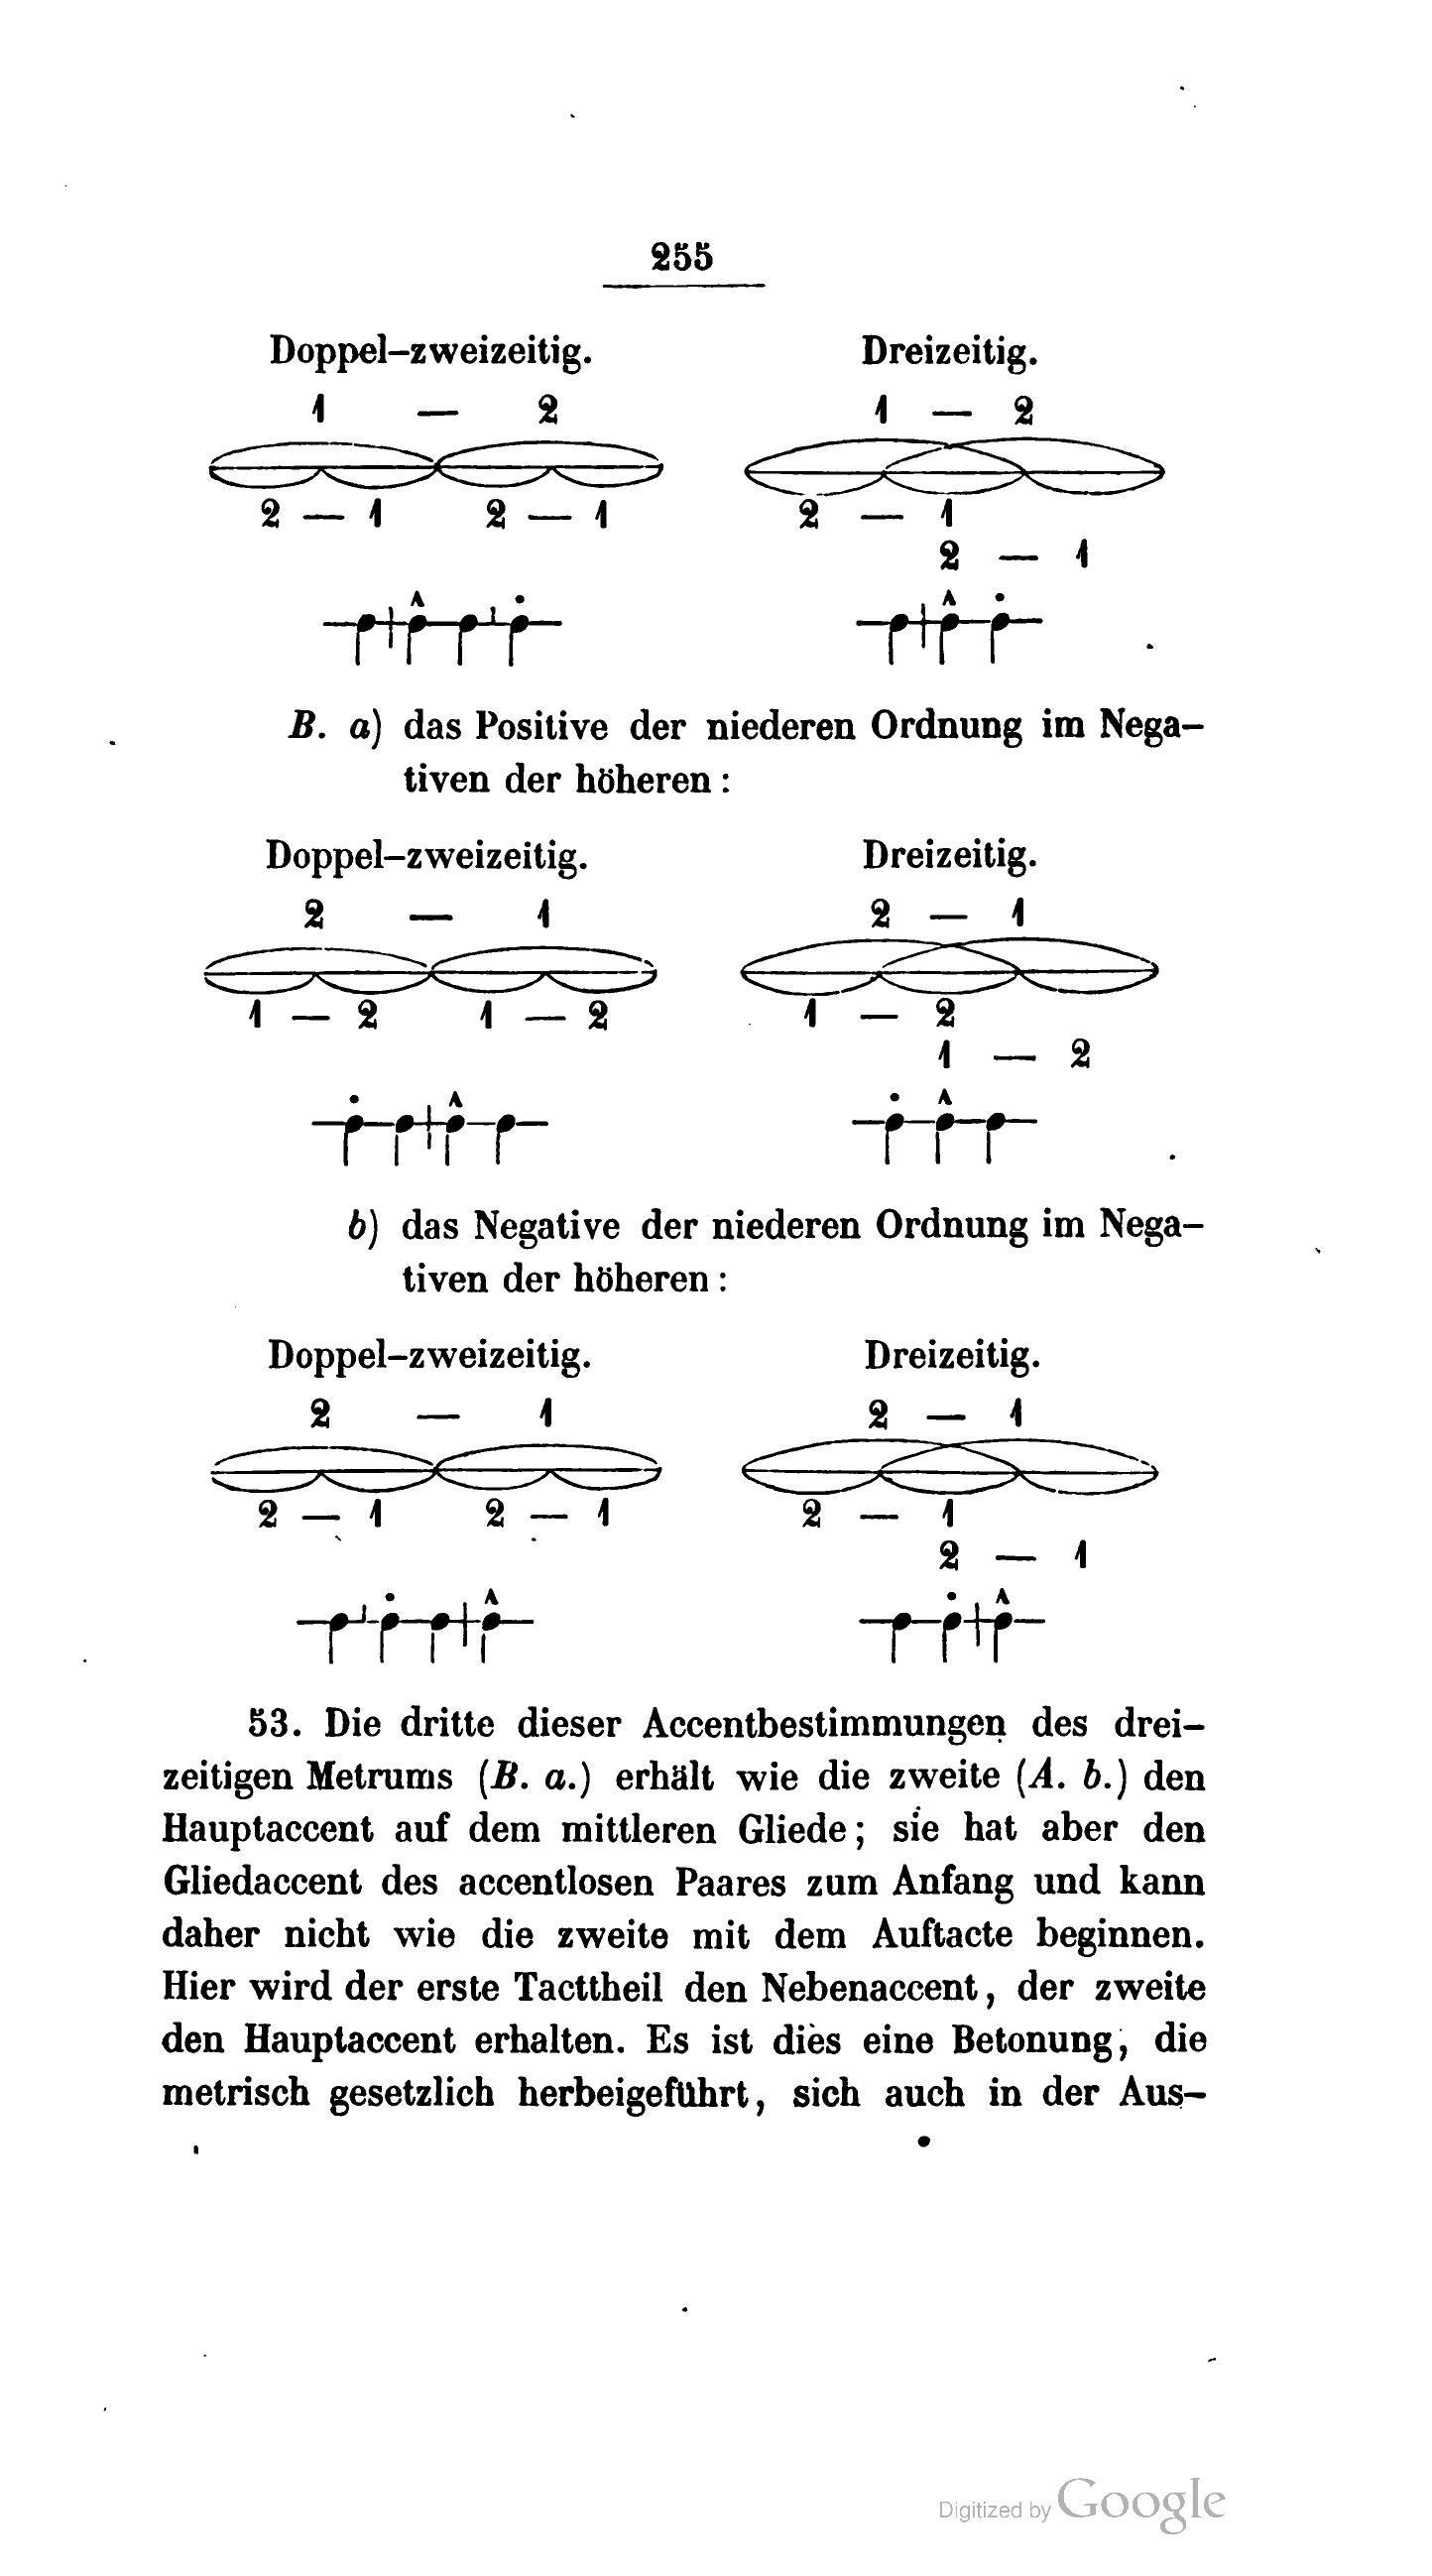 255
Doppel-zweizeitig. Dreizeitig.
1 — 2 1 — 2
2 — 1 2 — 1 2 — 1
2 — 1
B. a) das Positive der niederen Ordnung im Nega-
tiven der höheren:
Doppel-zweizeitig. Dreizeitig.
2 — 1 2 — 1
1 — 2 1 — 2 1 — 2
1 — 2
b) das Negative der niederen Ordnung im Nega-
tiven der höheren:
Doppel-zweizeitig. Dreizeitig.
2 — 1 2 — 1
2 — 1 2 — 1 2 — 1
2 — 1
53. Die dritte dieser Accentbestimmungen des drei-
zeitigen Metrums (B. a.) erhält wie die zweite (A. b.) den
Hauptaccent auf dem mittleren Gliede; sie hat aber den
Gliedaccent des accentlosen Paares zum Anfang und kann
daher nicht wie die zweite mit dem Auftacte beginnen.
Hier wird der erste Tacttheil den Nebenaccent, der zweite
den Hauptaccent erhalten. Es ist dies eine Betonung, die
metrisch gesetzlich herbeigeführt, sich auch in der Aus-
Digitized by Google